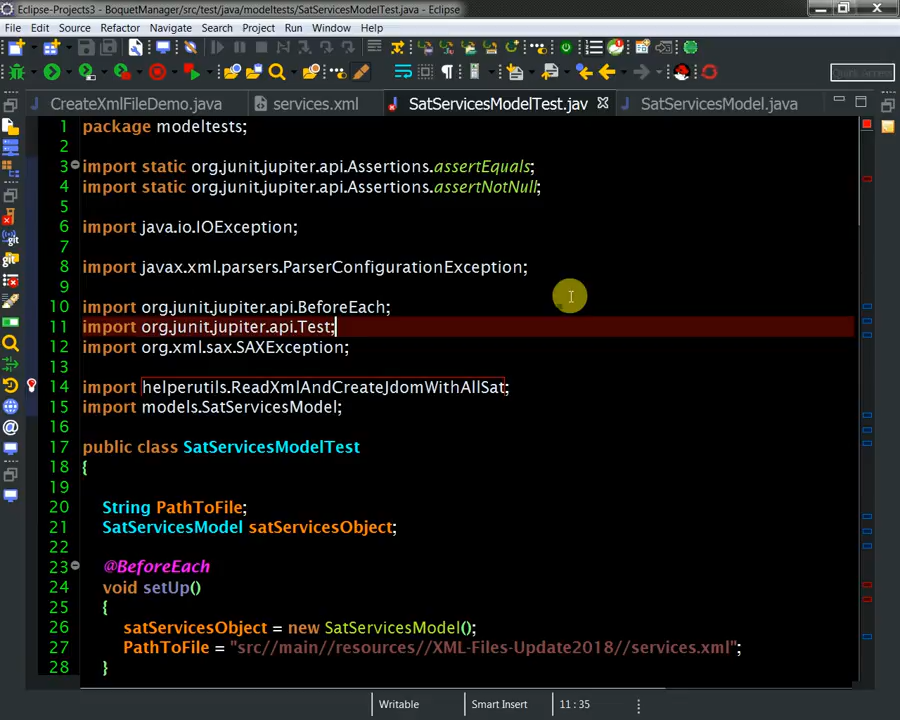 Eclipse-Projects3 - BoquetManager/src/test/java/modeltests/SatServicesModelTest.java - Eclipse
File Edit Source Refactor Navigate Search Project Run Window Help
Quick Access
CreateXmlFileDemo.java services.xml SatServicesModelTest.jav SatServicesModel.java
1 package modeltests;
2
3 import static org.junit.jupiter.api.Assertions.assertEquals;
4 import static org.junit.jupiter.api.Assertions.assertNotNull;
5
6 import java.io.IOException;
7
8 import javax.xml.parsers.ParserConfigurationException;
9
10 import org.junit.jupiter.api.BeforeEach;
11 import org.junit.jupiter.api.Test;
12 import org.xml.sax.SAXException;
13
14 import helperutils.ReadXmlAndCreateJdomWithAllSat;
15 import models.SatServicesModel;
16
17 public class SatServicesModelTest
18 {
19
20 String PathToFile;
21 SatServicesModel satServicesObject;
22
23 @BeforeEach
24 void setUp()
25 {
26 satServicesObject = new SatServicesModel();
27 PathToFile = "src//main//resources//XML-Files-Update2018//services.xml";
28 }
Writable Smart Insert 11 : 35